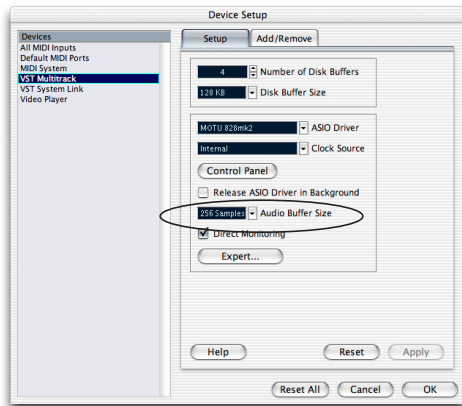 Device Setup
Devices
All MIDI Inputs
Default MIDI Ports
MIDI System
VST Multitrack
VST System Link
Video Player
Setup
Add/Remove
4 Number of Disk Buffers
128 KB Disk Buffer Size
MOTU 828mk2 ASIO Driver
Internal Clock Source
Control Panel
Release ASIO Driver in Background
256 Samples Audio Buffer Size
Direct Monitoring
Expert...
Help Reset Apply
Reset All Cancel OK